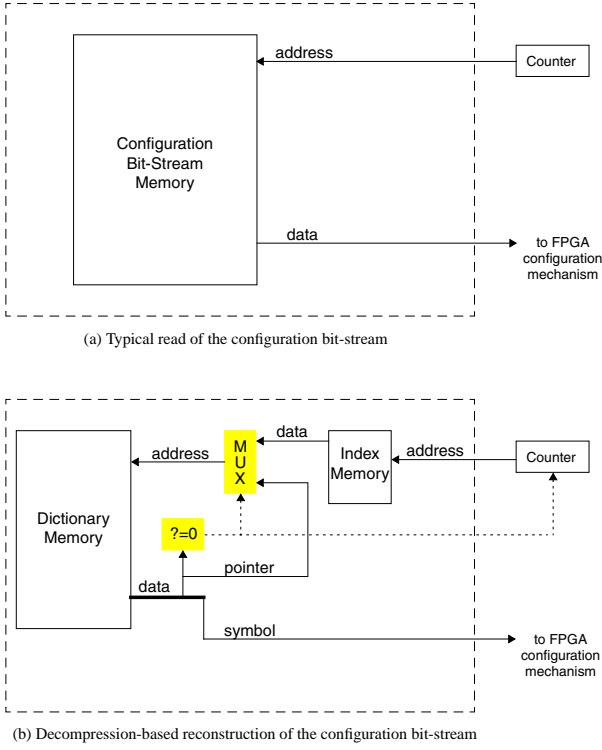 address
Counter
Configuration
Bit-Stream
Memory
data
to FPGA
configuration
mechanism
(a) Typical read of the configuration bit-stream
Dictionary
Memory
address
M
U
X
data
Index
Memory
address
Counter
?=0
pointer
data
symbol
to FPGA
configuration
mechanism
(b) Decompression-based reconstruction of the configuration bit-stream